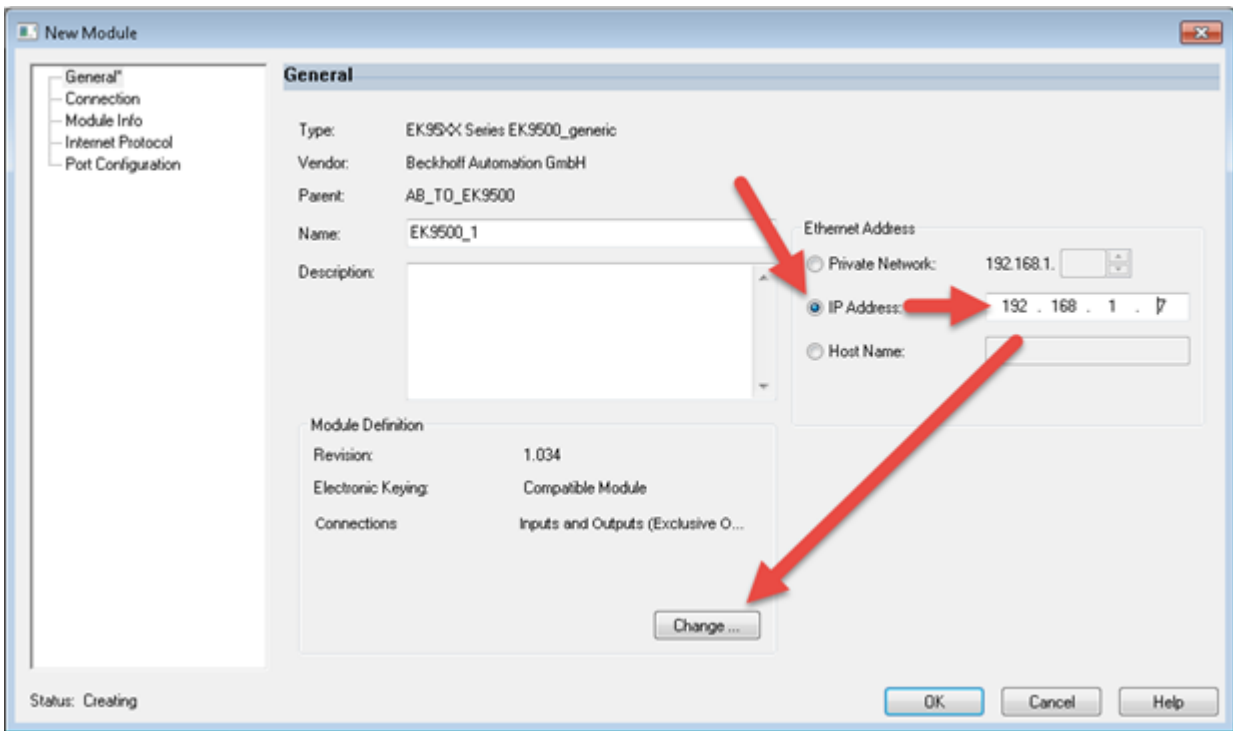 New Module
General*
Connection
Module Info
Internet Protocol
Port Configuration
General
Type: EK95XX Series EK9500_generic
Vendor: Beckhoff Automation GmbH
Parent: AB_TO_EK9500
Name: EK9500_1
Description:
Ethernet Address
Private Network: 192.168.1.
IP Address: 192 . 168 . 1 . 7
Host Name:
Module Definition
Revision: 1.034
Electronic Keying: Compatible Module
Connections Inputs and Outputs (Exclusive O...
Change ...
Status: Creating
OK Cancel Help